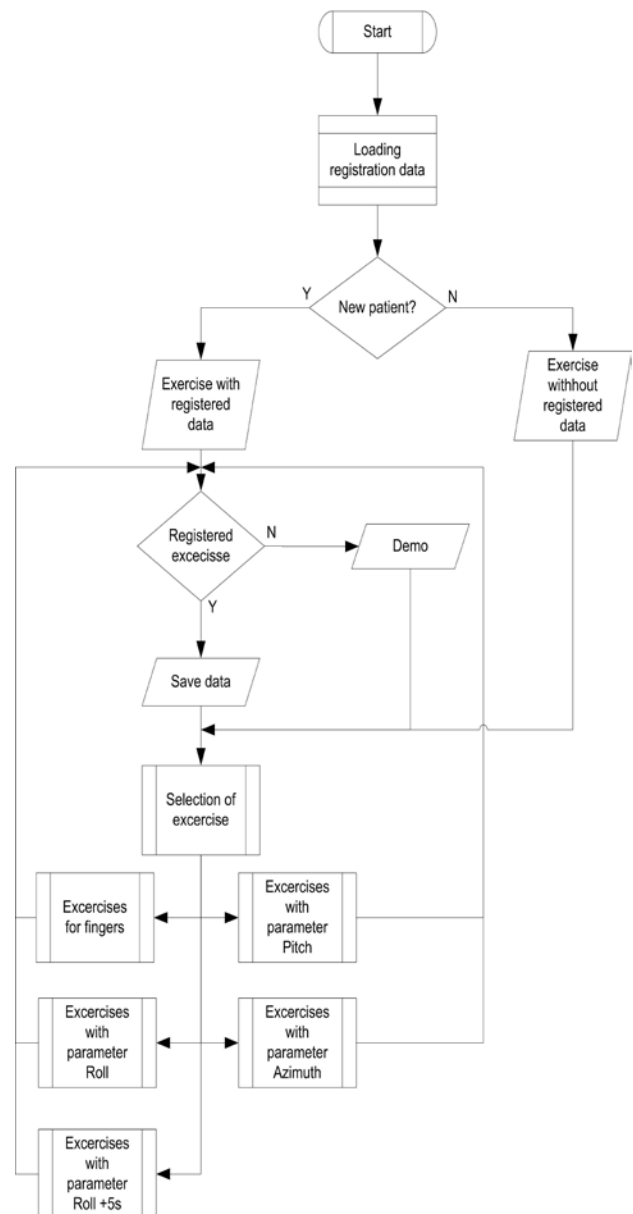 Start
Loading
registration data
Y
New patient?
N
Exercise with
registered
data
Exercise
withhout
registered
data
Registered
excecisse
N
Demo
Y
Save data
Selection of
excercise
Excercises
for fingers
Excercises
with
parameter
Pitch
Excercises
with
parameter
Roll
Excercises
with
parameter
Azimuth
Excercises
with
parameter
Roll +5s